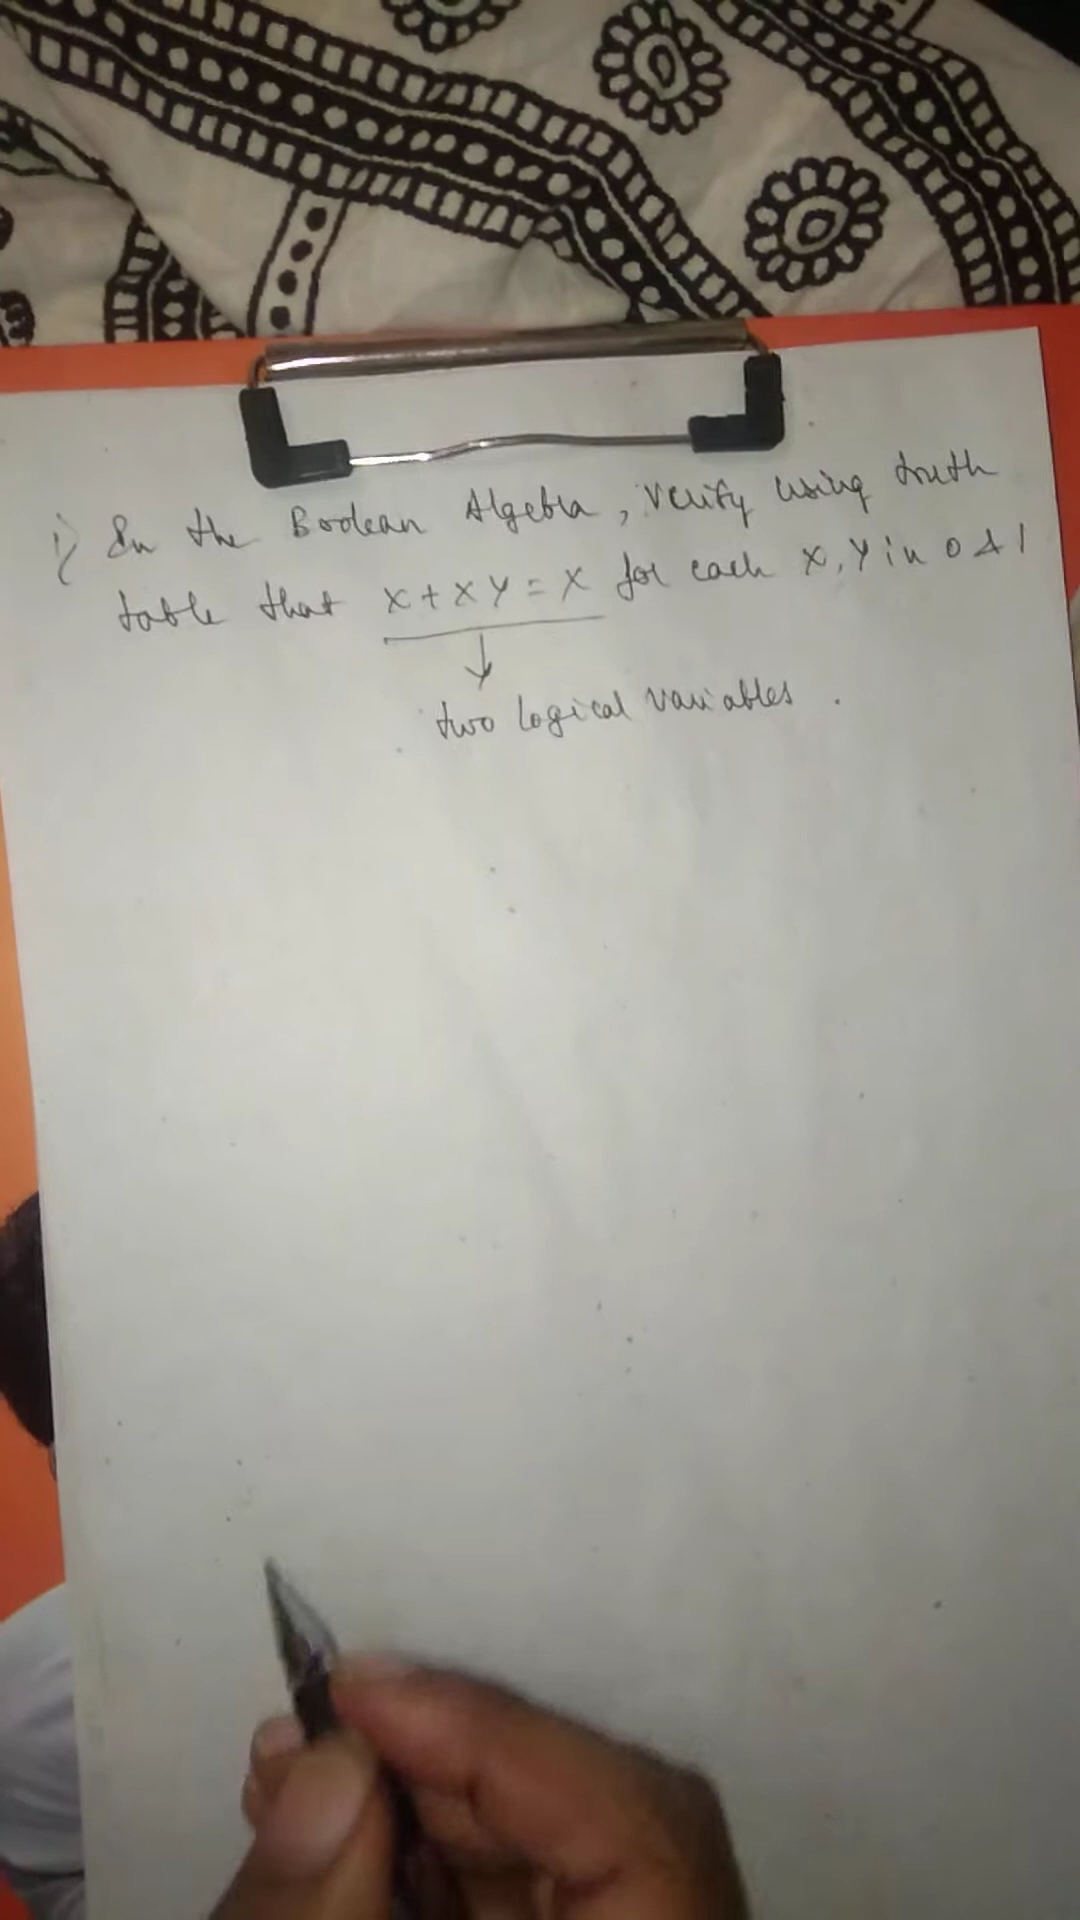 1) In the Boolean Algebra, verify using truth
table that X + X Y = X for each X, Y in 0 & 1
↓
two logical variables .